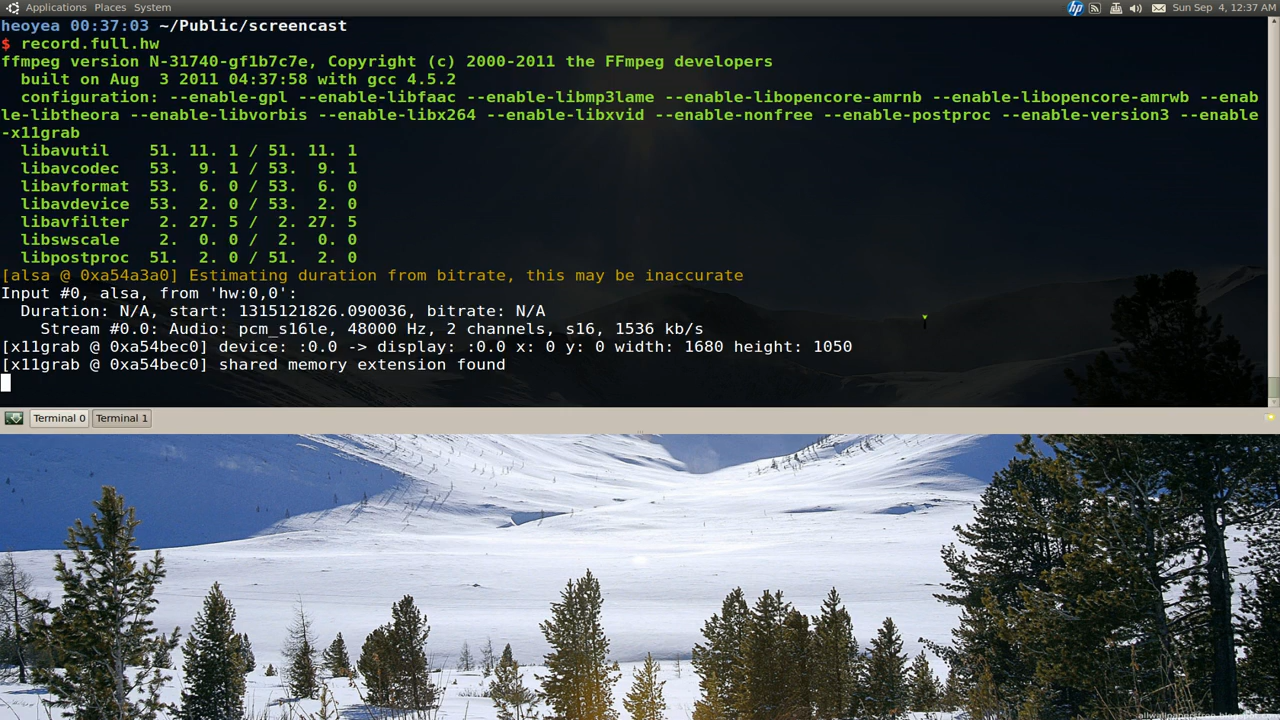 Applications Places System
hp
Sun Sep 4, 12:37 AM
heoyea 00:37:03 ~/Public/screencast
$ record.full.hw
ffmpeg version N-31740-gf1b7c7e, Copyright (c) 2000-2011 the FFmpeg developers
  built on Aug  3 2011 04:37:58 with gcc 4.5.2
  configuration: --enable-gpl --enable-libfaac --enable-libmp3lame --enable-libopencore-amrnb --enable-libopencore-amrwb --enab
le-libtheora --enable-libvorbis --enable-libx264 --enable-libxvid --enable-nonfree --enable-postproc --enable-version3 --enable
-x11grab
  libavutil    51. 11. 1 / 51. 11. 1
  libavcodec   53.  9. 1 / 53.  9. 1
  libavformat  53.  6. 0 / 53.  6. 0
  libavdevice  53.  2. 0 / 53.  2. 0
  libavfilter   2. 27. 5 /  2. 27. 5
  libswscale    2.  0. 0 /  2.  0. 0
  libpostproc  51.  2. 0 / 51.  2. 0
[alsa @ 0xa54a3a0] Estimating duration from bitrate, this may be inaccurate
Input #0, alsa, from 'hw:0,0':
  Duration: N/A, start: 1315121826.090036, bitrate: N/A
    Stream #0.0: Audio: pcm_s16le, 48000 Hz, 2 channels, s16, 1536 kb/s
[x11grab @ 0xa54bec0] device: :0.0 -> display: :0.0 x: 0 y: 0 width: 1680 height: 1050
[x11grab @ 0xa54bec0] shared memory extension found
Terminal 0 Terminal 1